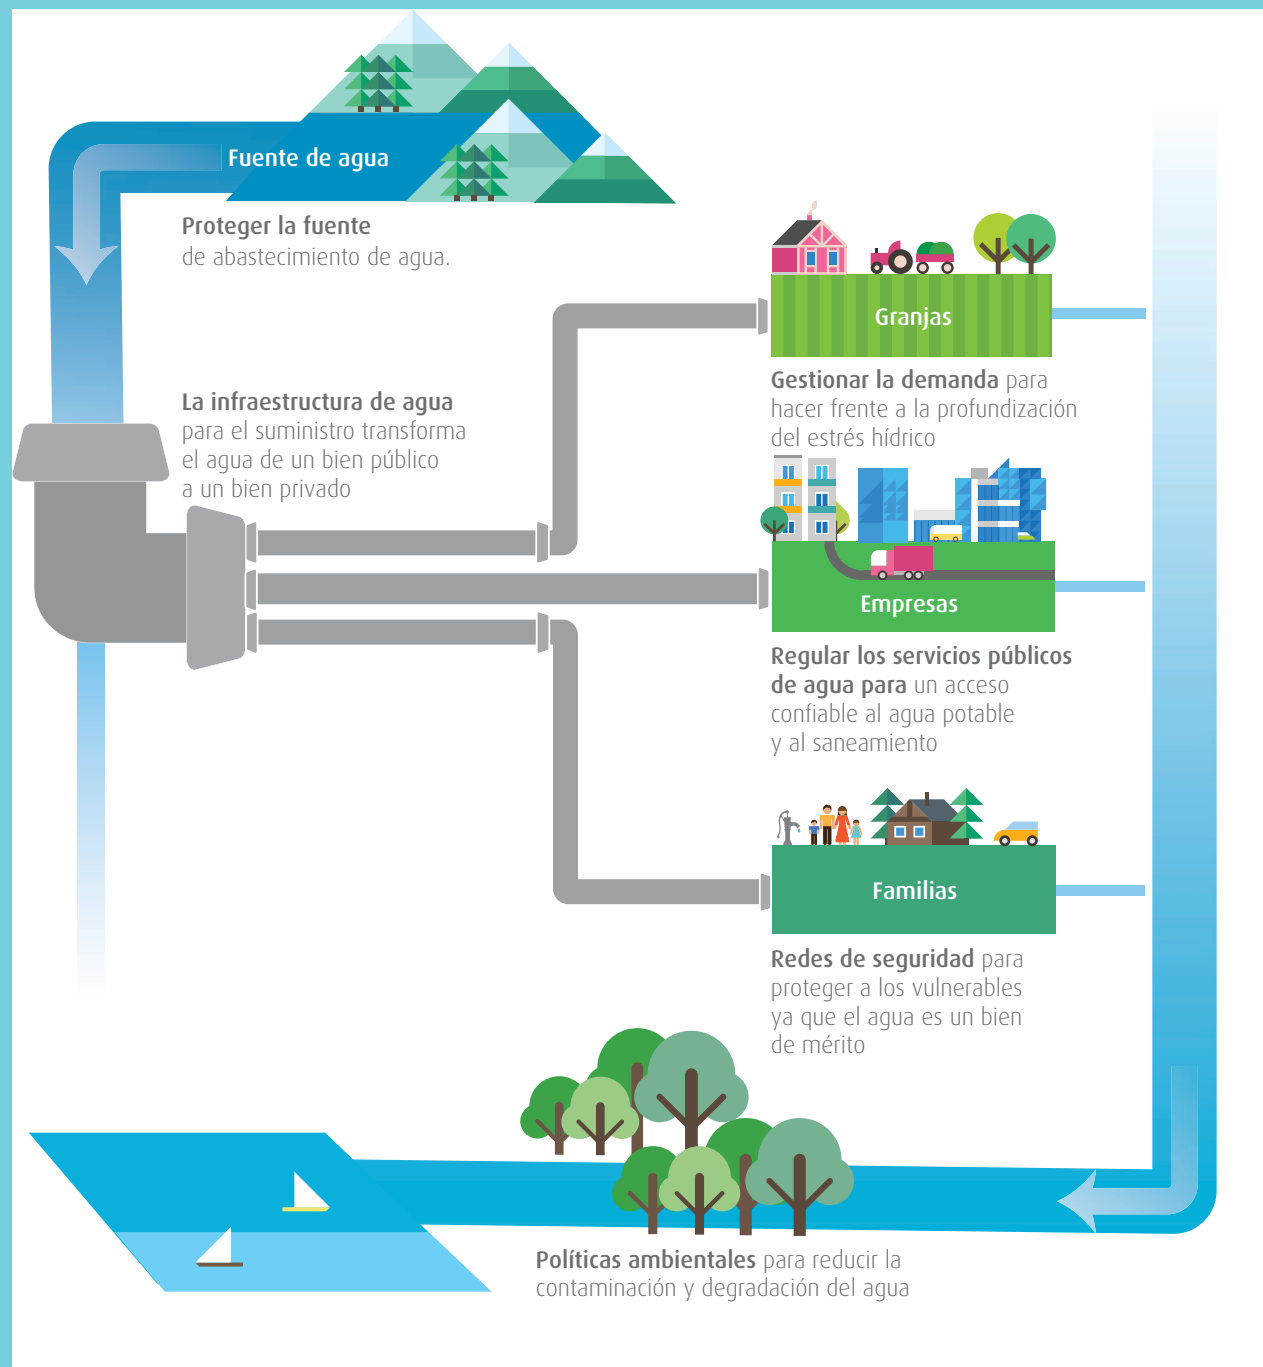 Fuente de agua
Proteger la fuente
de abastecimiento de agua.
La infraestructura de agua
para el suministro transforma
el agua de un bien público
a un bien privado
Granjas
Gestionar la demanda para
hacer frente a la profundización
del estrés hídrico
Empresas
Regular los servicios públicos
de agua para un acceso
confiable al agua potable
y al saneamiento
Familias
Redes de seguridad para
proteger a los vulnerables
ya que el agua es un bien
de mérito
Políticas ambientales para reducir la
contaminación y degradación del agua